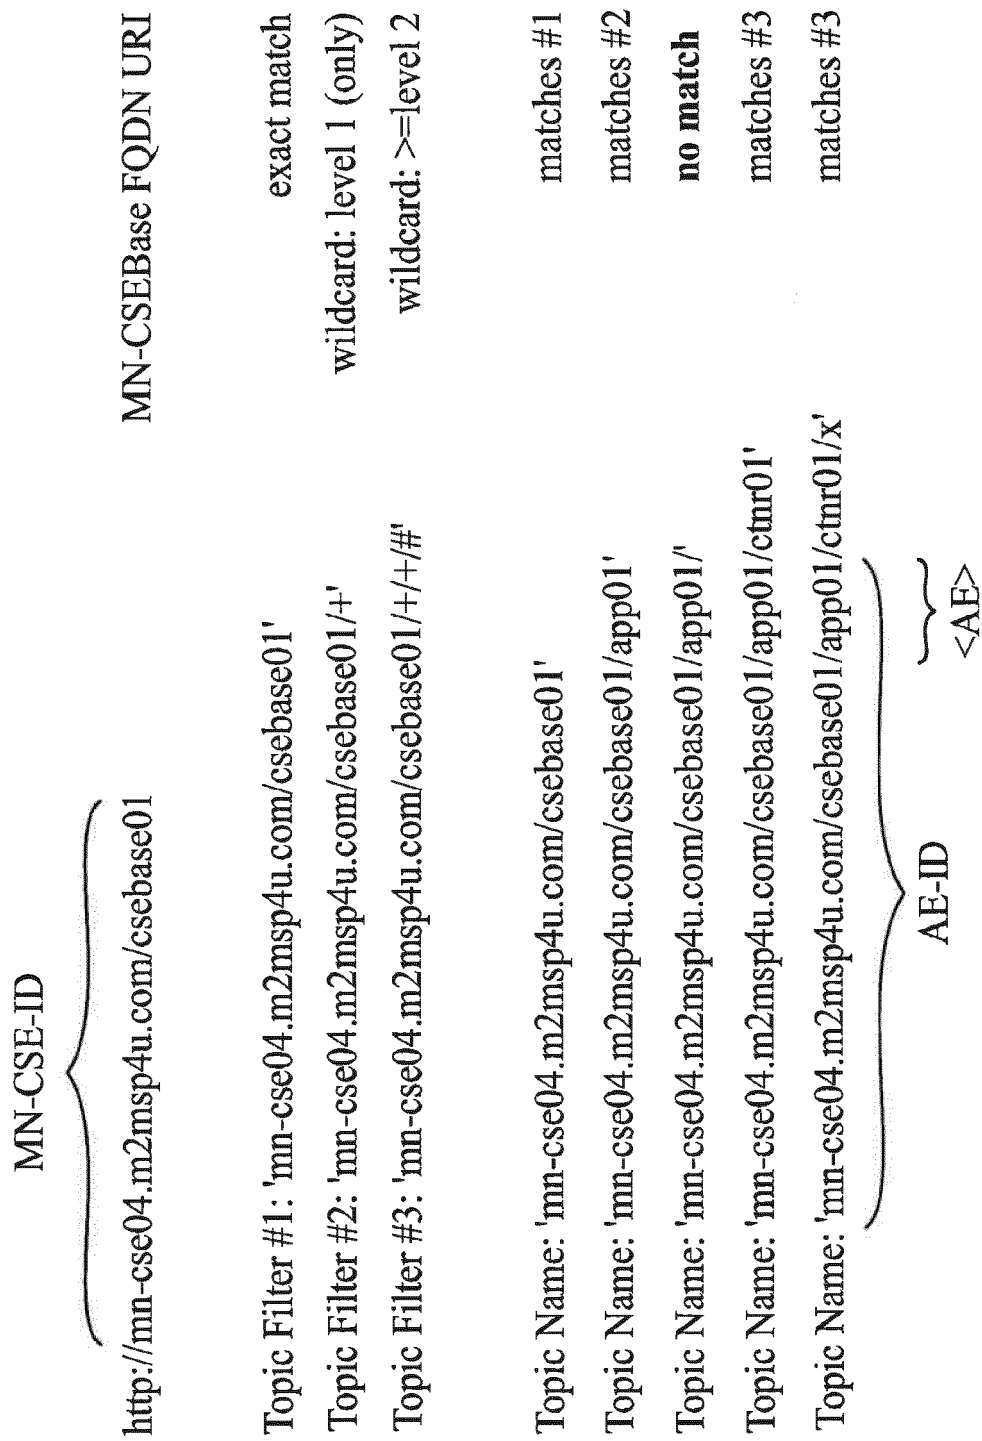 MN-CSE-ID
http://mn-cse04.m2msp4u.com/csebase01 MN-CSEBase FQDN URI
Topic Filter #1: 'mn-cse04.m2msp4u.com/csebase01' exact match
Topic Filter #2: 'mn-cse04.m2msp4u.com/csebase01/+' wildcard: level 1 (only)
Topic Filter #3: 'mn-cse04.m2msp4u.com/csebase01/+/+/#' wildcard: >=level 2
Topic Name: 'mn-cse04.m2msp4u.com/csebase01' matches #1
Topic Name: 'mn-cse04.m2msp4u.com/csebase01/app01' matches #2
Topic Name: 'mn-cse04.m2msp4u.com/csebase01/app01/' no match
Topic Name: 'mn-cse04.m2msp4u.com/csebase01/app01/ctnr01' matches #3
Topic Name: 'mn-cse04.m2msp4u.com/csebase01/app01/ctnr01/x' matches #3
AE-ID
<AE>